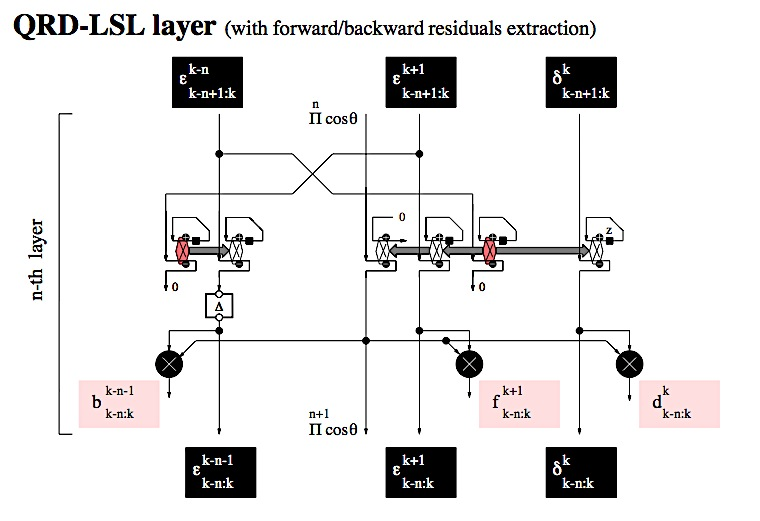 QRD-LSL layer (with forward/backward residuals extraction)
ε k-n k-n+1:k
ε k+1 k-n+1:k
δ k k-n+1:k
n
Π cosθ
n-th layer
0
z
0
0
Δ
b k-n-1 k-n:k
f k+1 k-n:k
d k k-n:k
n+1
Π cosθ
ε k-n-1 k-n:k
ε k+1 k-n:k
δ k k-n:k